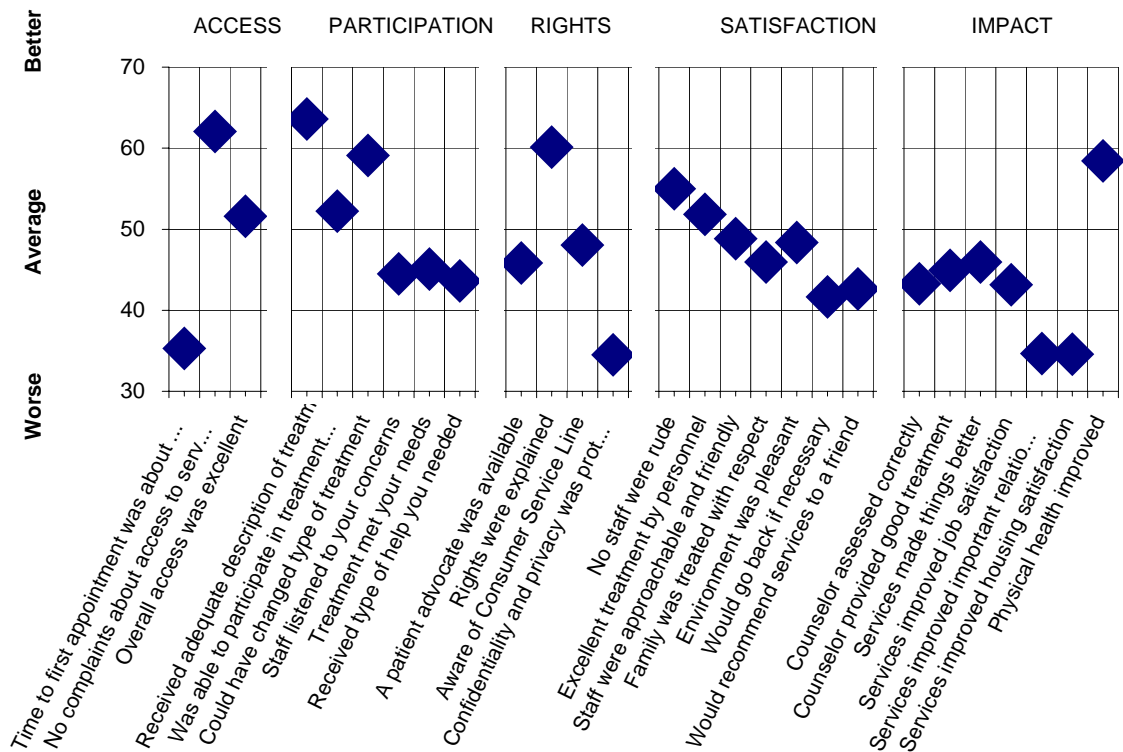 ACCESS PARTICIPATION RIGHTS SATISFACTION IMPACT
Better
Average
Worse
70
60
50
40
30
Time to first appointment was about ...
No complaints about access to serv...
Overall access was excellent
Received adequate description of treatm
Was able to participate in treatment ...
Could have changed type of treatment
Staff listened to your concerns
Treatment met your needs
Received type of help you needed
A patient advocate was available
Rights were explained
Aware of Consumer Service Line
Confidentiality and privacy was prot...
No staff were rude
Excellent treatment by personnel
Staff were approachable and friendly
Family was treated with respect
Environment was pleasant
Would go back if necessary
Would recommend services to a friend
Counselor assessed correctly
Counselor provided good treatment
Services made things better
Services improved job satisfaction
Services improved important relatio...
Services improved housing satisfaction
Physical health improved